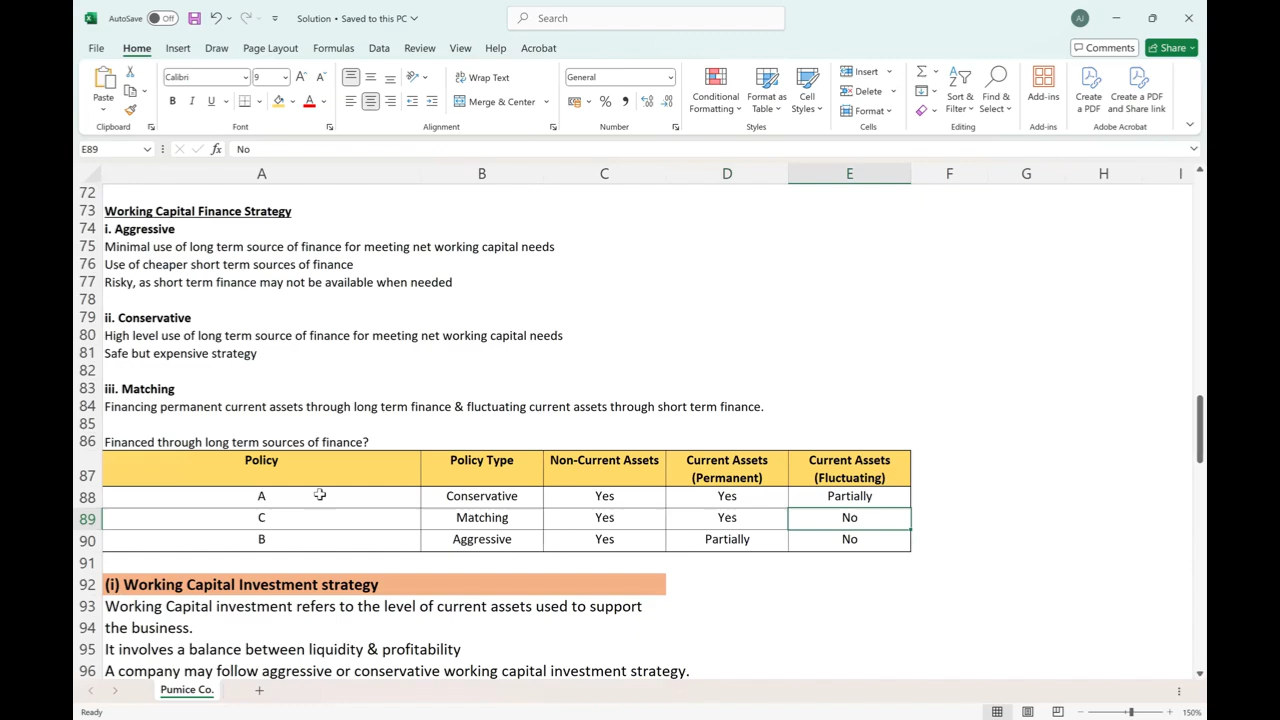 AutoSave Off Solution • Saved to this PC Search AJ
File Home Insert Draw Page Layout Formulas Data Review View Help Acrobat Comments Share
Paste Calibri 9 A A Wrap Text General Conditional Formatting Format as Table Cell Styles Insert Sort & Filter Find & Select Add-ins Create a PDF Create a PDF and Share link
B I U A Merge & Center % Delete
Format
Clipboard Font Alignment Number Styles Cells Editing Add-ins Adobe Acrobat
E89 fx No
A B C D E F G H I
72
73 Working Capital Finance Strategy
74 i. Aggressive
75 Minimal use of long term source of finance for meeting net working capital needs
76 Use of cheaper short term sources of finance
77 Risky, as short term finance may not be available when needed
78
79 ii. Conservative
80 High level use of long term source of finance for meeting net working capital needs
81 Safe but expensive strategy
82
83 iii. Matching
84 Financing permanent current assets through long term finance & fluctuating current assets through short term finance.
85
86 Financed through long term sources of finance?
87 Policy Policy Type Non-Current Assets Current Assets (Permanent) Current Assets (Fluctuating)
88 A Conservative Yes Yes Partially
89 C Matching Yes Yes No
90 B Aggressive Yes Partially No
91
92 (i) Working Capital Investment strategy
93 Working Capital investment refers to the level of current assets used to support
94 the business.
95 It involves a balance between liquidity & profitability
96 A company may follow aggressive or conservative working capital investment strategy.
Pumice Co.
Ready 150%